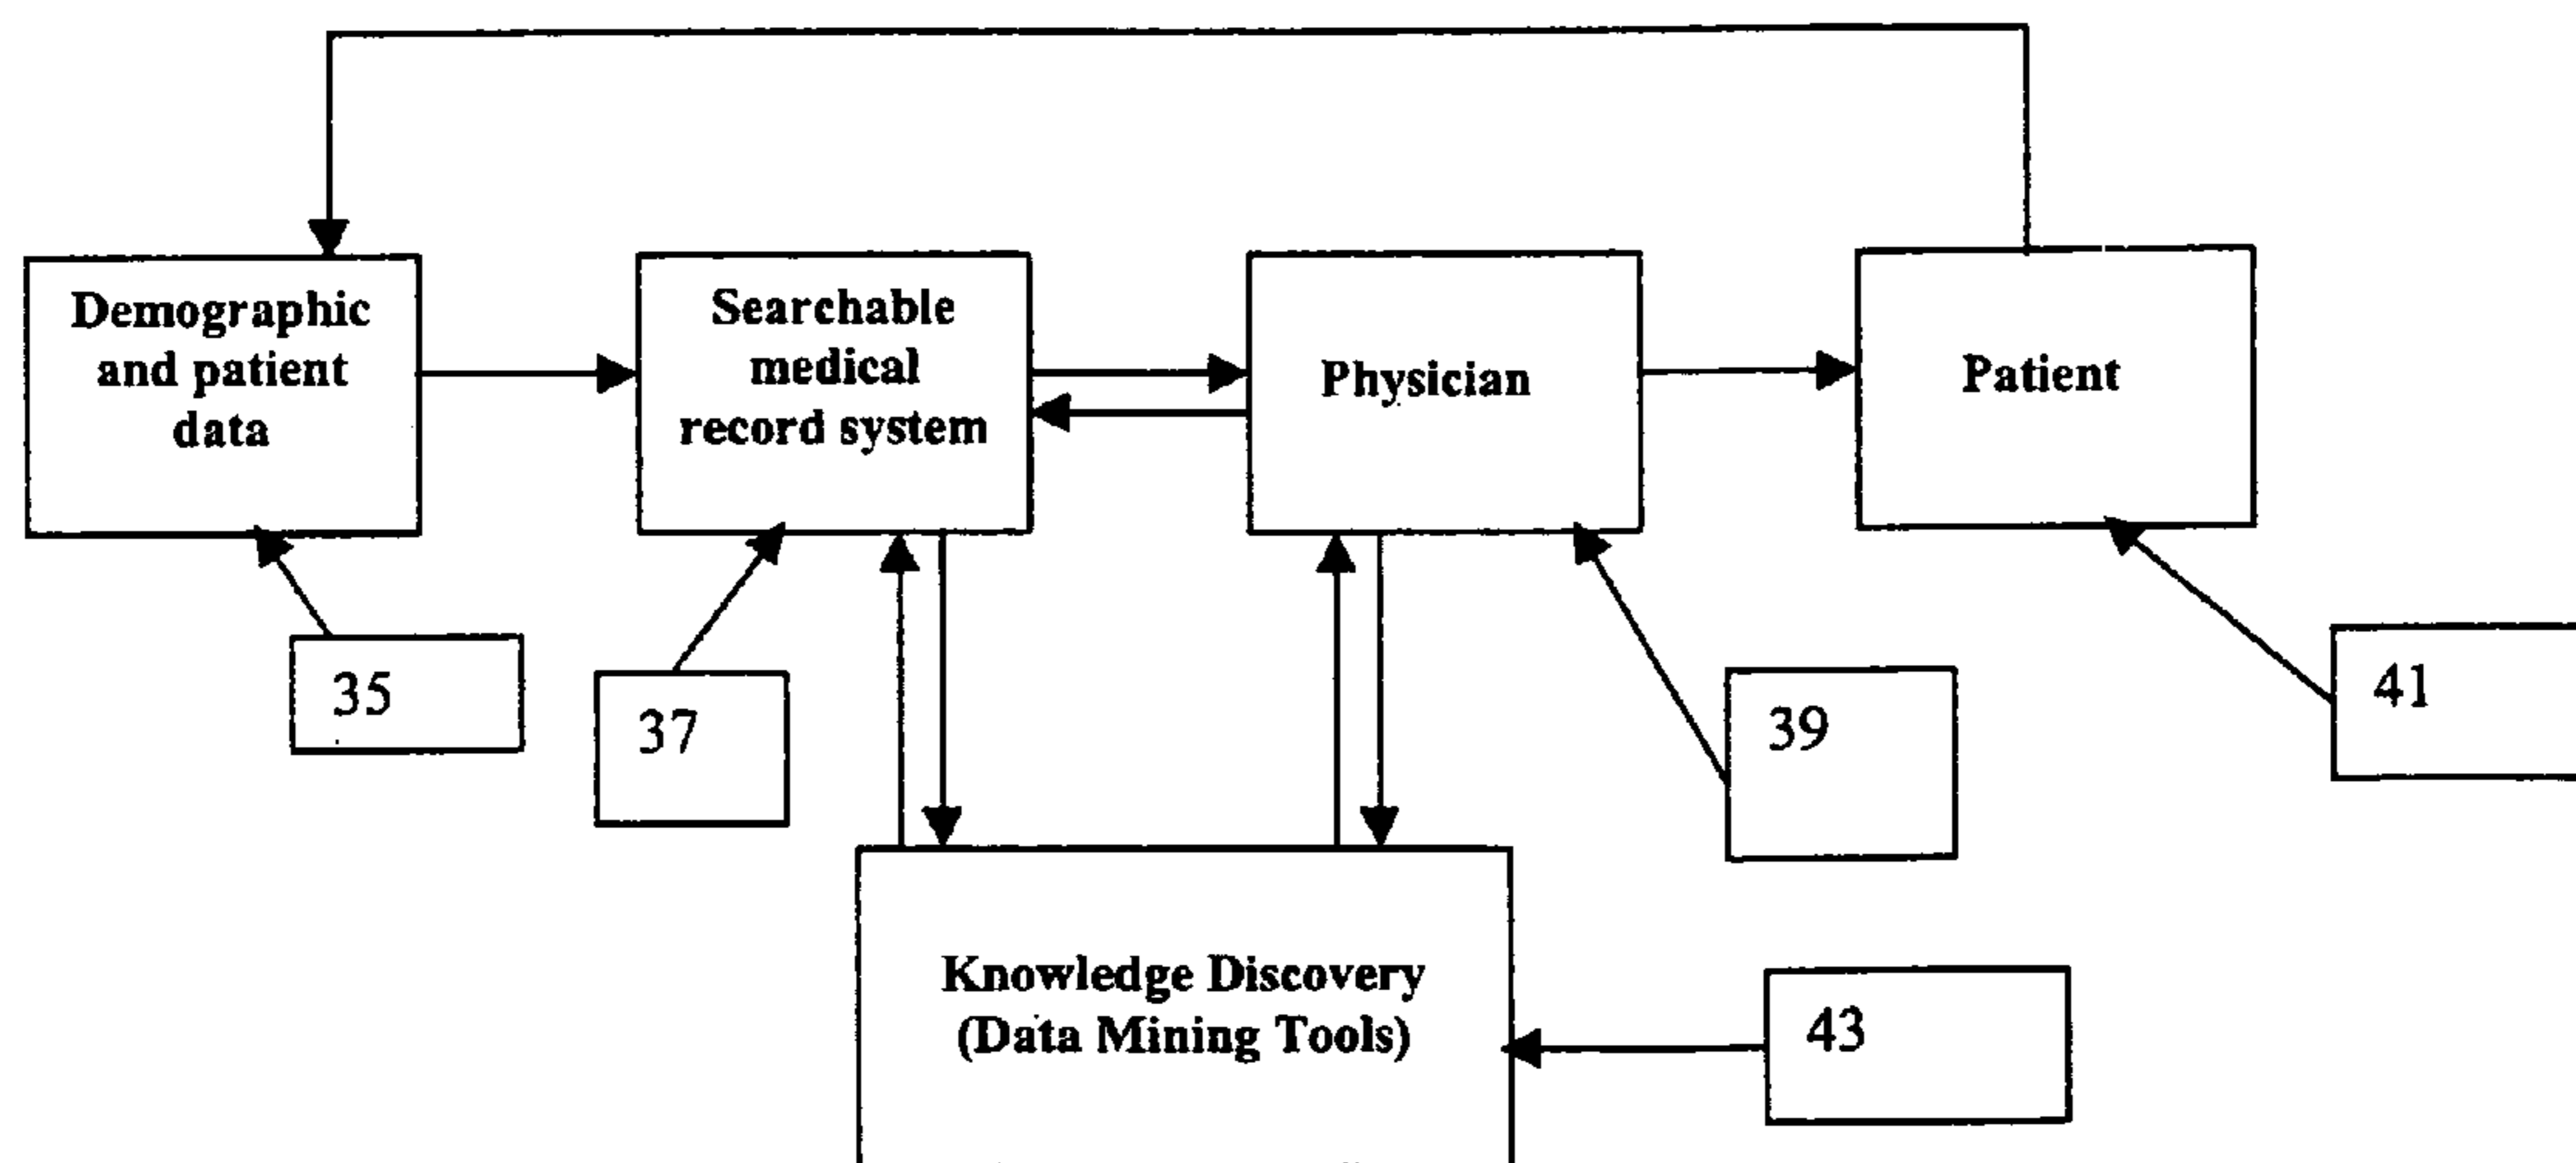 Demographic
and patient
data
Searchable
medical
record system
Physician
Patient
35
37
39
41
Knowledge Discovery
(Data Mining Tools)
43